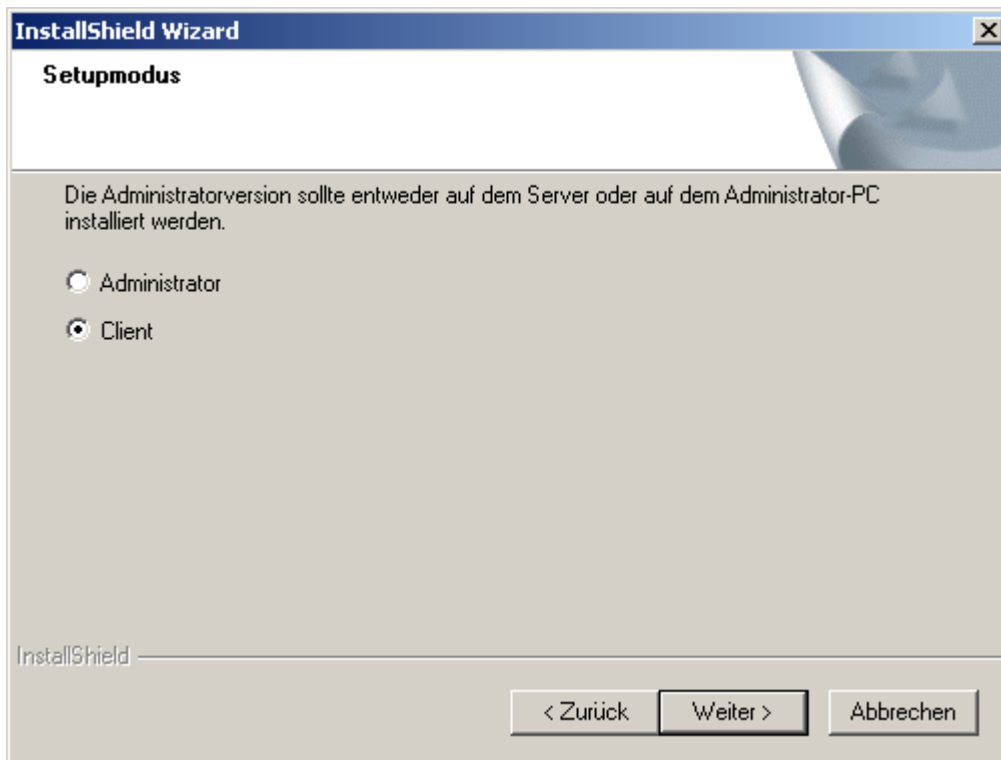 InstallShield Wizard
Setupmodus
Die Administratorversion sollte entweder auf dem Server oder auf dem Administrator-PC
installiert werden.
Administrator
Client
InstallShield
< Zurück Weiter > Abbrechen